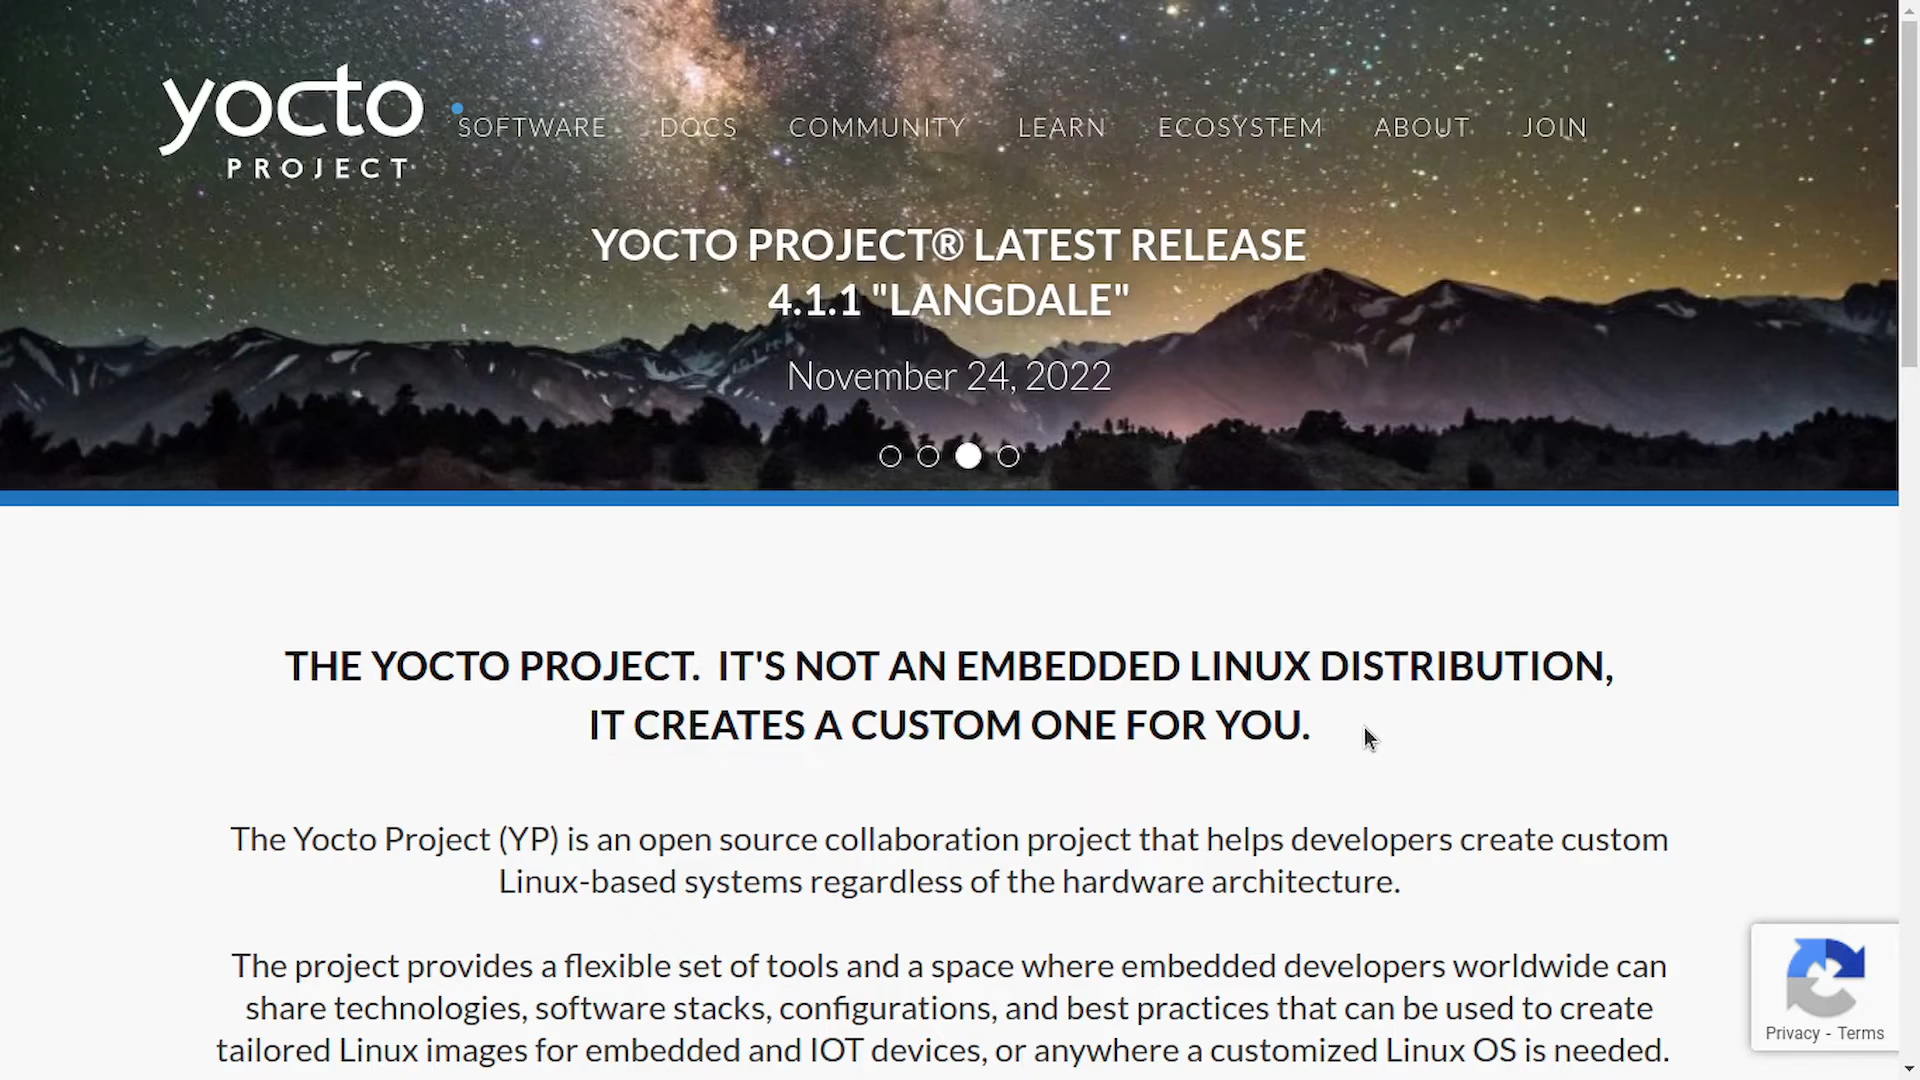 yocto
PROJECT
SOFTWARE DOCS COMMUNITY LEARN ECOSYSTEM ABOUT JOIN
YOCTO PROJECT® LATEST RELEASE
4.1.1 "LANGDALE"
November 24, 2022
THE YOCTO PROJECT. IT'S NOT AN EMBEDDED LINUX DISTRIBUTION,
IT CREATES A CUSTOM ONE FOR YOU.
The Yocto Project (YP) is an open source collaboration project that helps developers create custom
Linux-based systems regardless of the hardware architecture.
The project provides a flexible set of tools and a space where embedded developers worldwide can
share technologies, software stacks, configurations, and best practices that can be used to create
tailored Linux images for embedded and IOT devices, or anywhere a customized Linux OS is needed.
Privacy - Terms